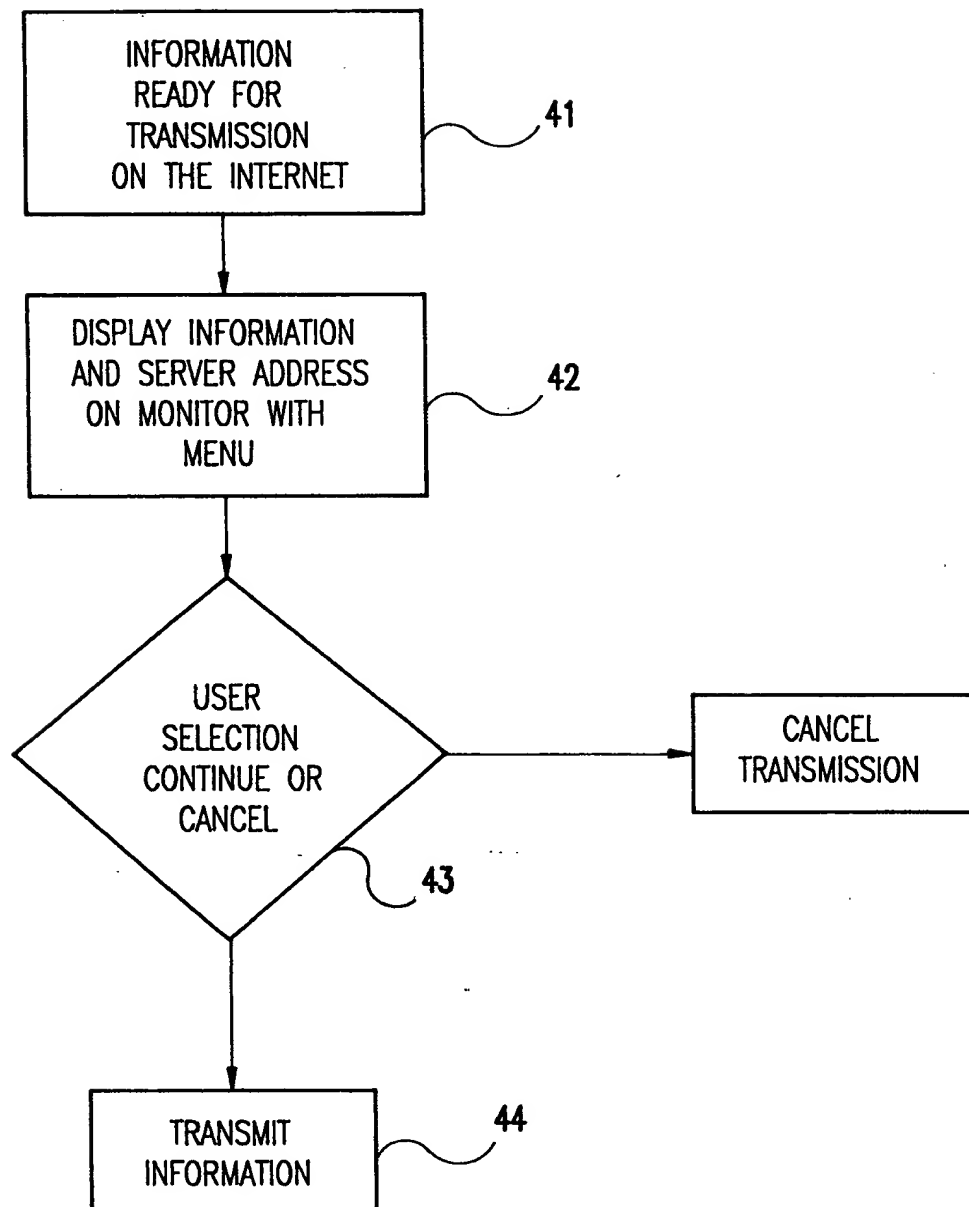 INFORMATION
READY FOR
TRANSMISSION
ON THE INTERNET
41
DISPLAY INFORMATION
AND SERVER ADDRESS
ON MONITOR WITH
MENU
42
USER
SELECTION
CONTINUE OR
CANCEL
43
CANCEL
TRANSMISSION
TRANSMIT
INFORMATION
44